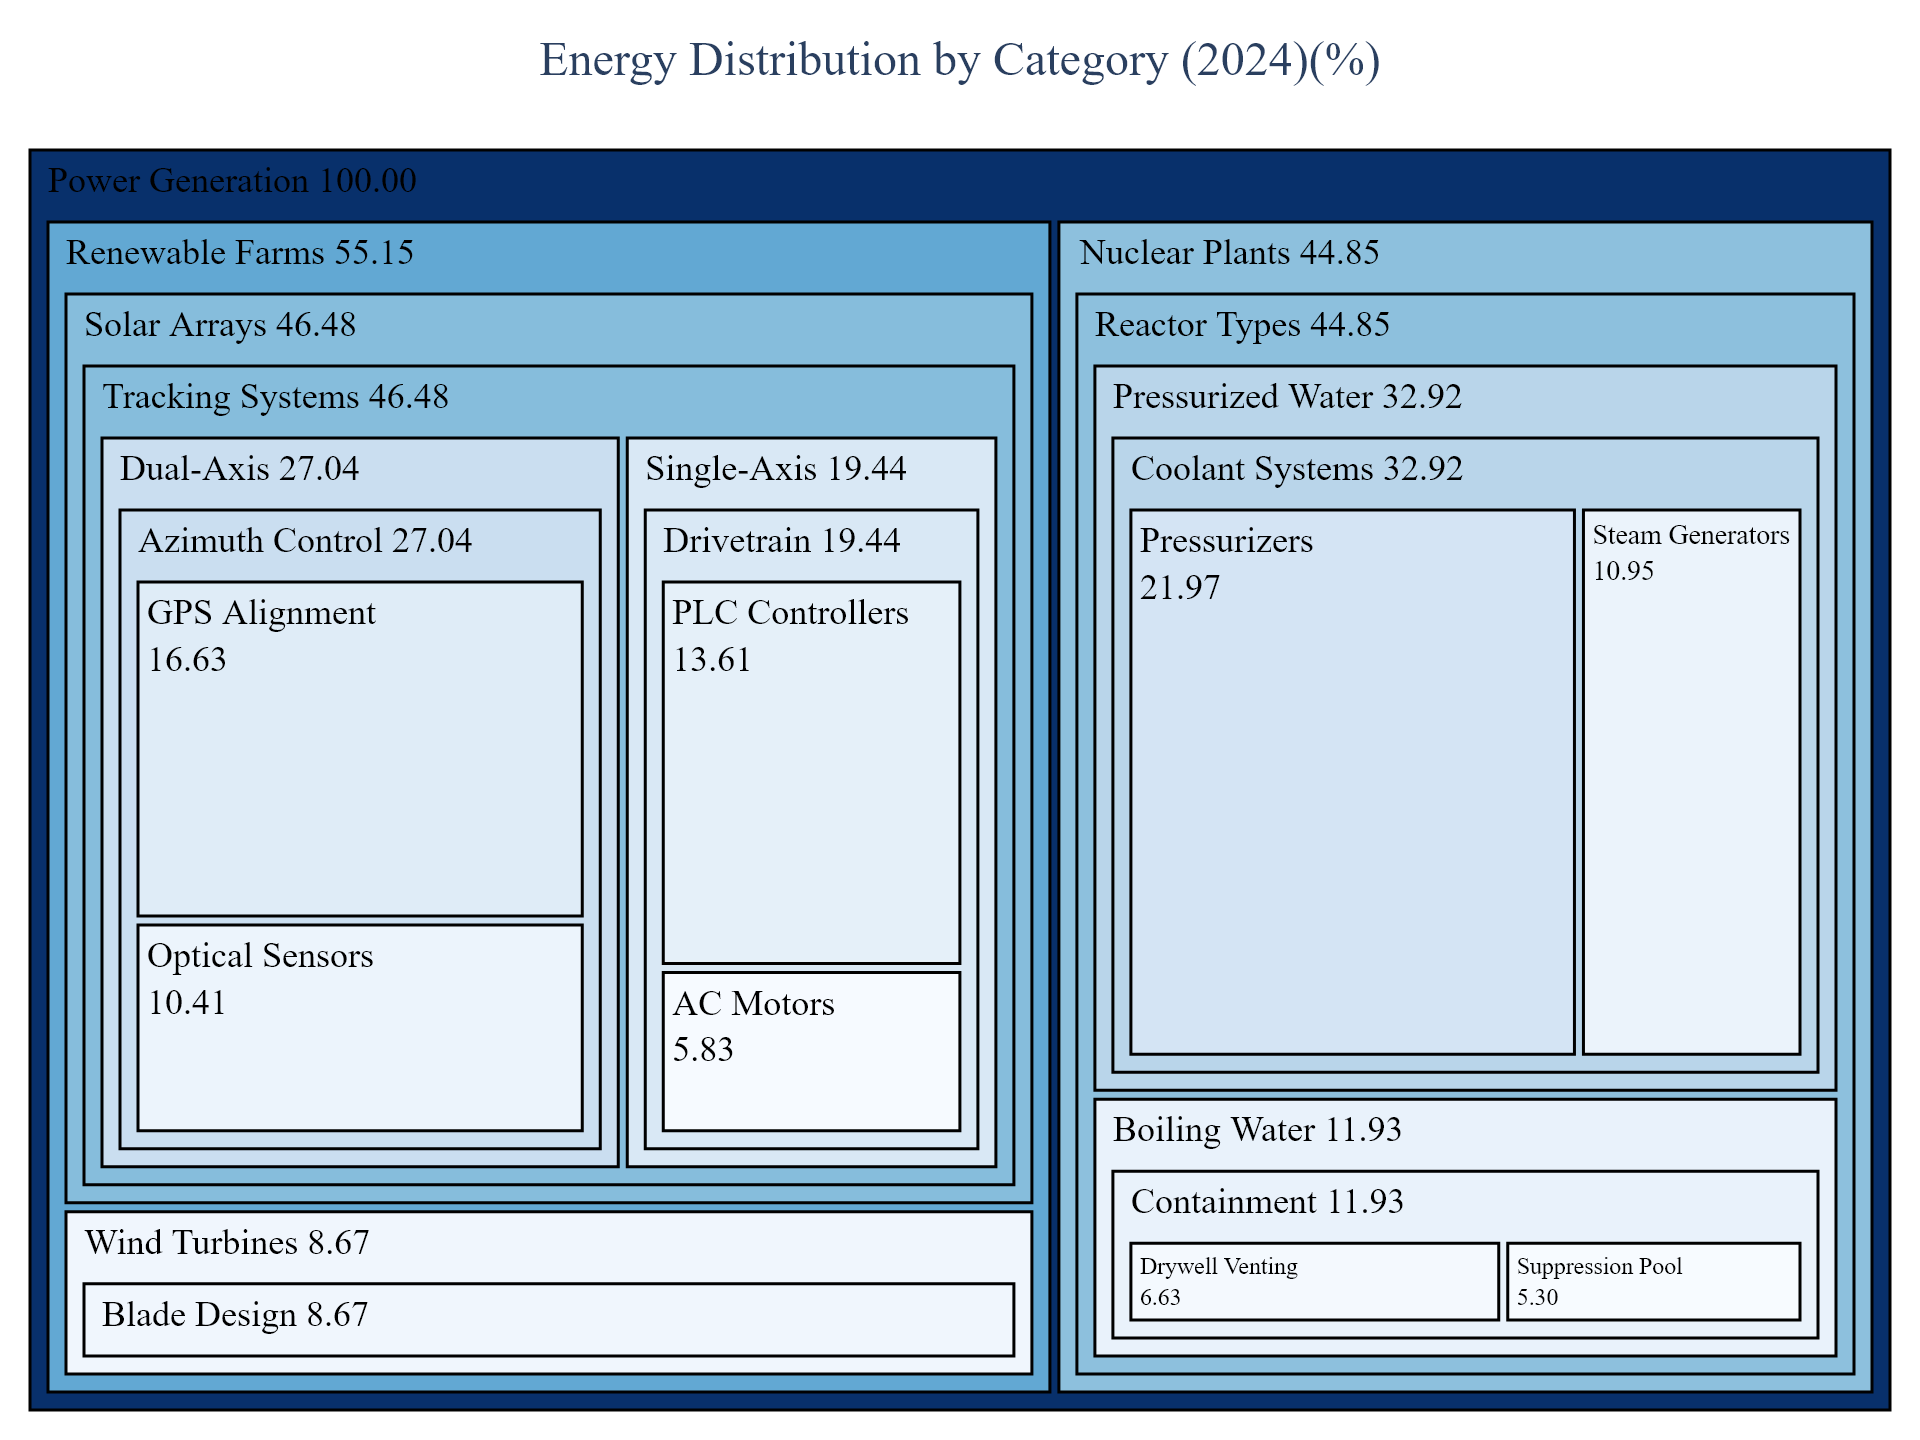 Energy Distribution by Category (2024)(%)
Power Generation 100.00
Renewable Farms 55.15
Solar Arrays 46.48
Tracking Systems 46.48
Dual-Axis 27.04
Azimuth Control 27.04
GPS Alignment
16.63
Optical Sensors
10.41
Single-Axis 19.44
Drivetrain 19.44
PLC Controllers
13.61
AC Motors
5.83
Wind Turbines 8.67
Blade Design 8.67
Nuclear Plants 44.85
Reactor Types 44.85
Pressurized Water 32.92
Coolant Systems 32.92
Pressurizers
21.97
Steam Generators
10.95
Boiling Water 11.93
Containment 11.93
Drywell Venting
6.63
Suppression Pool
5.30